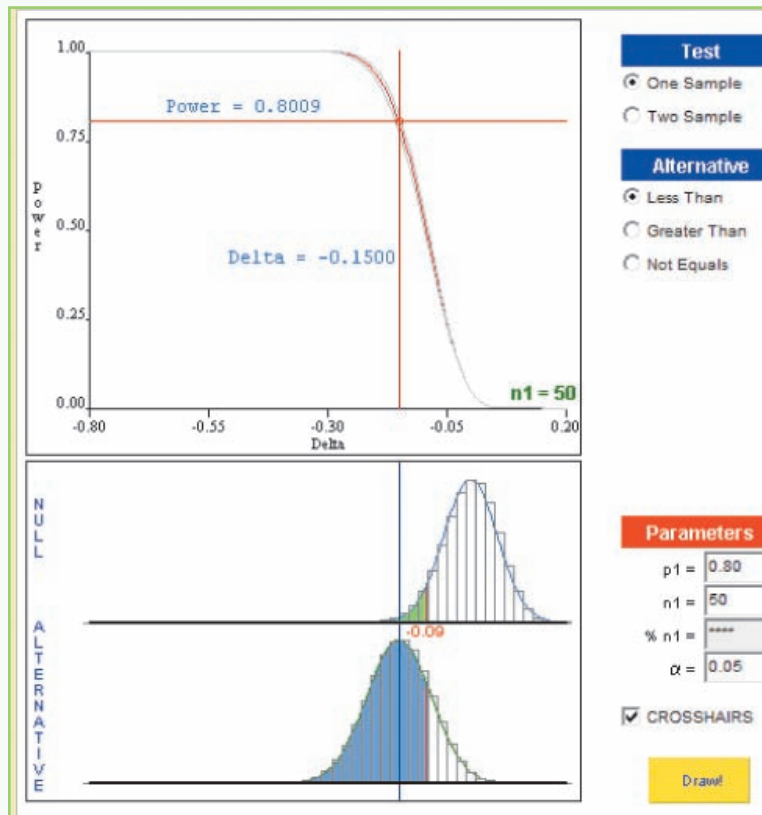 1.00
0.75
0.50
0.25
0.00
Power
Power = 0.8009
Delta = -0.1500
n1 = 50
-0.80
-0.55
-0.30
-0.05
0.20
Delta
NULL
-0.09
ALTERNATIVE
Test
One Sample
Two Sample
Alternative
Less Than
Greater Than
Not Equals
Parameters
p1 = 0.80
n1 = 50
% n1 = ****
α = 0.05
CROSSHAIRS
Draw!